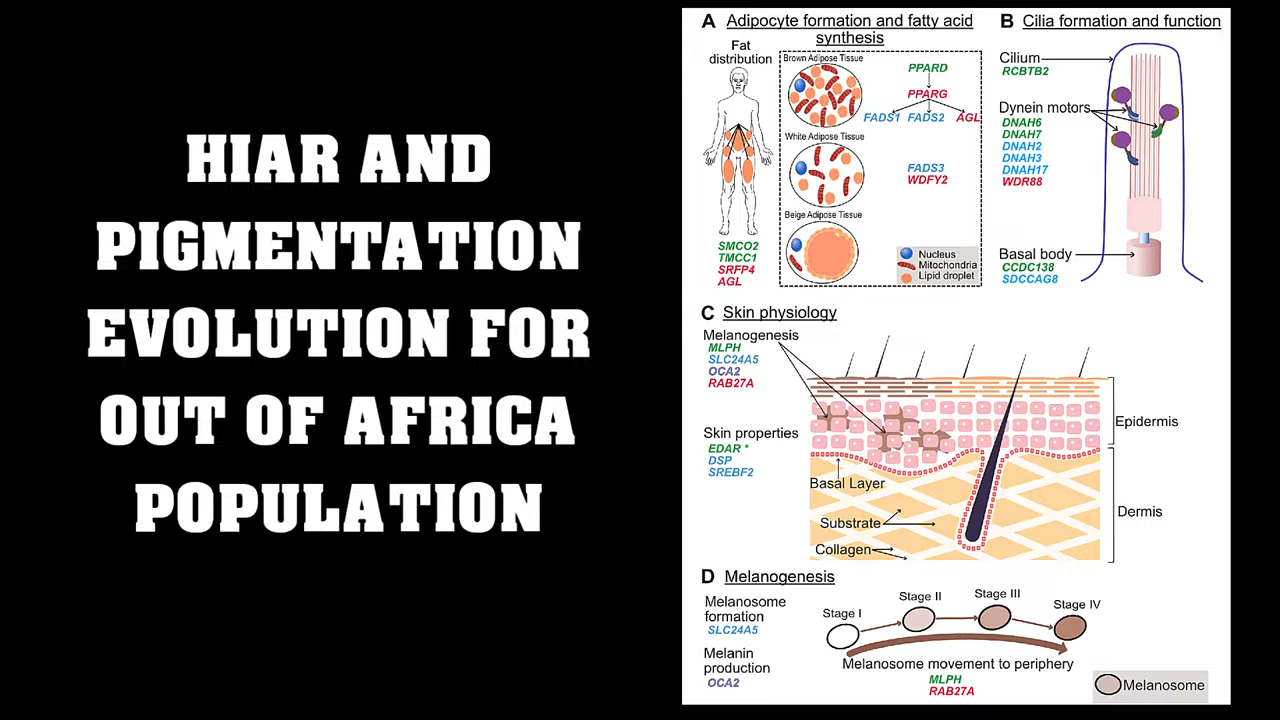 HIAR AND
PIGMENTATION
EVOLUTION FOR
OUT OF AFRICA
POPULATION
A Adipocyte formation and fatty acid
synthesis
Fat
distribution
SMCO2
TMCC1
SRFP4
AGL
Brown Adipose Tissue
White Adipose Tissue
Beige Adipose Tissue
PPARD
PPARG
FADS1 FADS2 AGL
FADS3
WDFY2
Nucleus
Mitochondria
Lipid droplet
B Cilia formation and function
Cilium
RCBTB2
Dynein motors
DNAH6
DNAH7
DNAH2
DNAH3
DNAH17
WDR88
Basal body
CCDC138
SDCCAG8
C Skin physiology
Melanogenesis
MLPH
SLC24A5
OCA2
RAB27A
Skin properties
EDAR *
DSP
SREBF2
Basal Layer
Substrate
Collagen
Epidermis
Dermis
D Melanogenesis
Melanosome
formation
SLC24A5
Melanin
production
OCA2
Stage I
Stage II
Stage III
Stage IV
Melanosome movement to periphery
MLPH
RAB27A
Melanosome